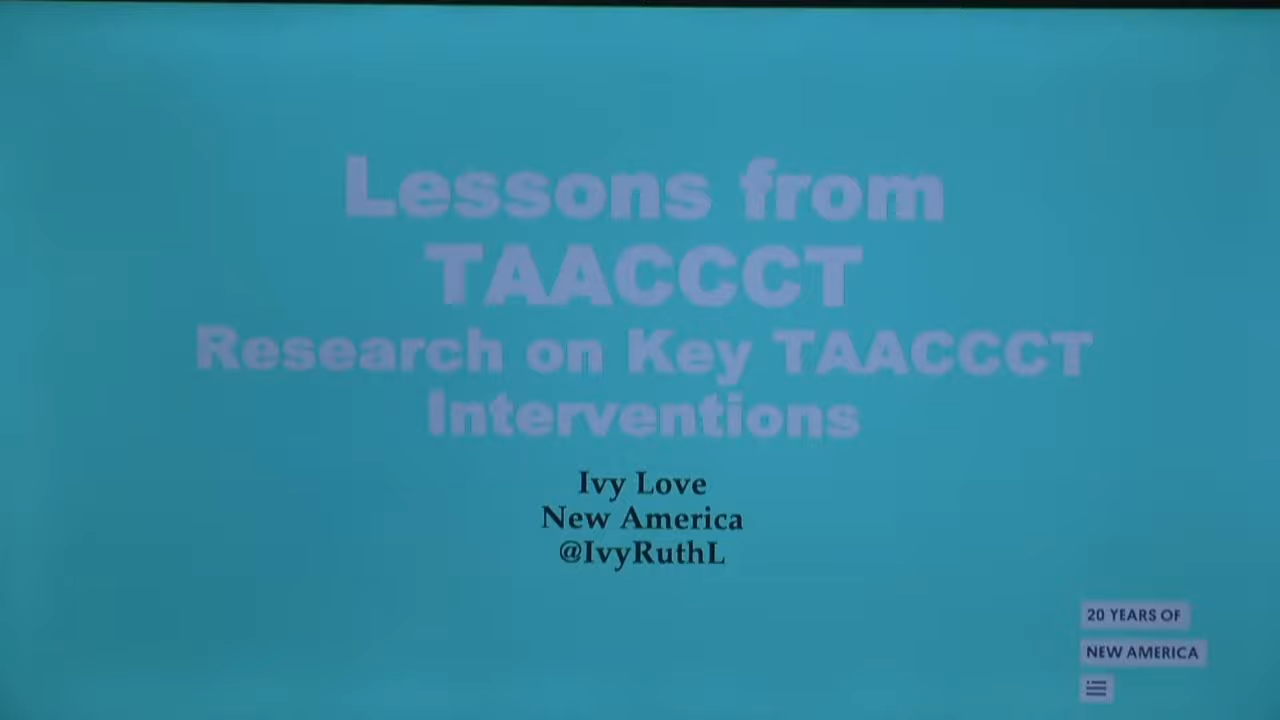 Lessons from
TAACCCT
Research on Key TAACCCT
Interventions
Ivy Love
New America
@IvyRuthL
20 YEARS OF
NEW AMERICA